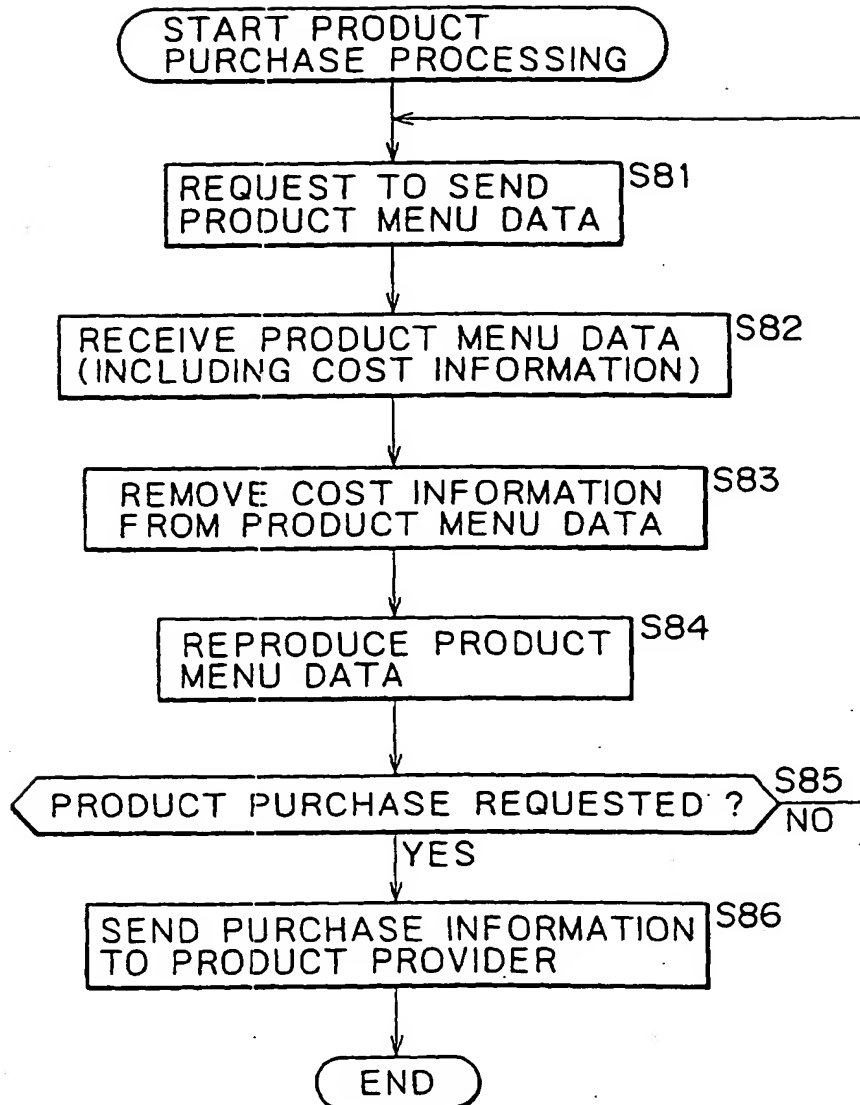 START PRODUCT
PURCHASE PROCESSING
S81
REQUEST TO SEND
PRODUCT MENU DATA
S82
RECEIVE PRODUCT MENU DATA
(INCLUDING COST INFORMATION)
S83
REMOVE COST INFORMATION
FROM PRODUCT MENU DATA
S84
REPRODUCE PRODUCT
MENU DATA
S85
PRODUCT PURCHASE REQUESTED ?
NO
YES
S86
SEND PURCHASE INFORMATION
TO PRODUCT PROVIDER
END